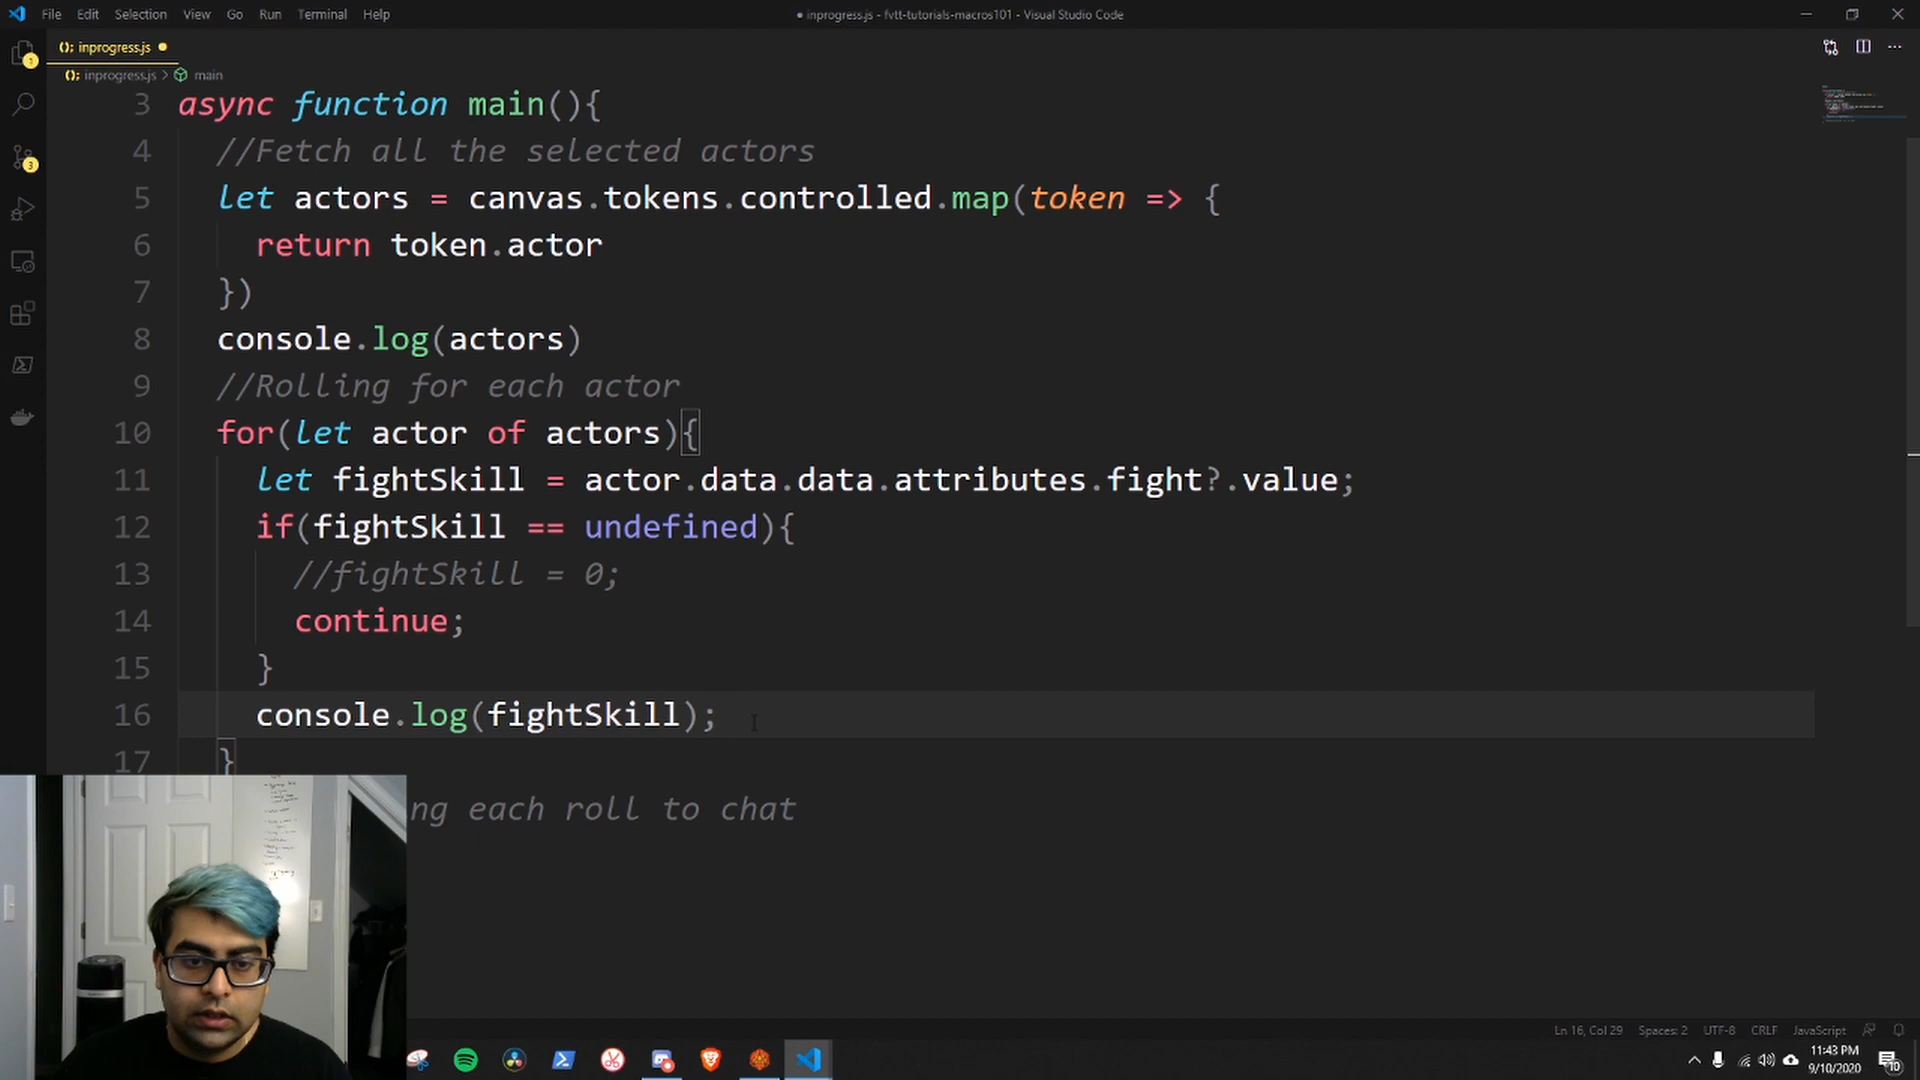 File Edit Selection View Go Run Terminal Help
● inprogress.js - fvtt-tutorials-macros101 - Visual Studio Code
inprogress.js ●
inprogress.js > main
3 async function main(){
4 //Fetch all the selected actors
5 let actors = canvas.tokens.controlled.map(token => {
6 return token.actor
7 })
8 console.log(actors)
9 //Rolling for each actor
10 for(let actor of actors){
11 let fightSkill = actor.data.data.attributes.fight?.value;
12 if(fightSkill == undefined){
13 //fightSkill = 0;
14 continue;
15 }
16 console.log(fightSkill);
17 }
ng each roll to chat
Ln 16, Col 29 Spaces: 2 UTF-8 CRLF JavaScript
11:43 PM
9/10/2020